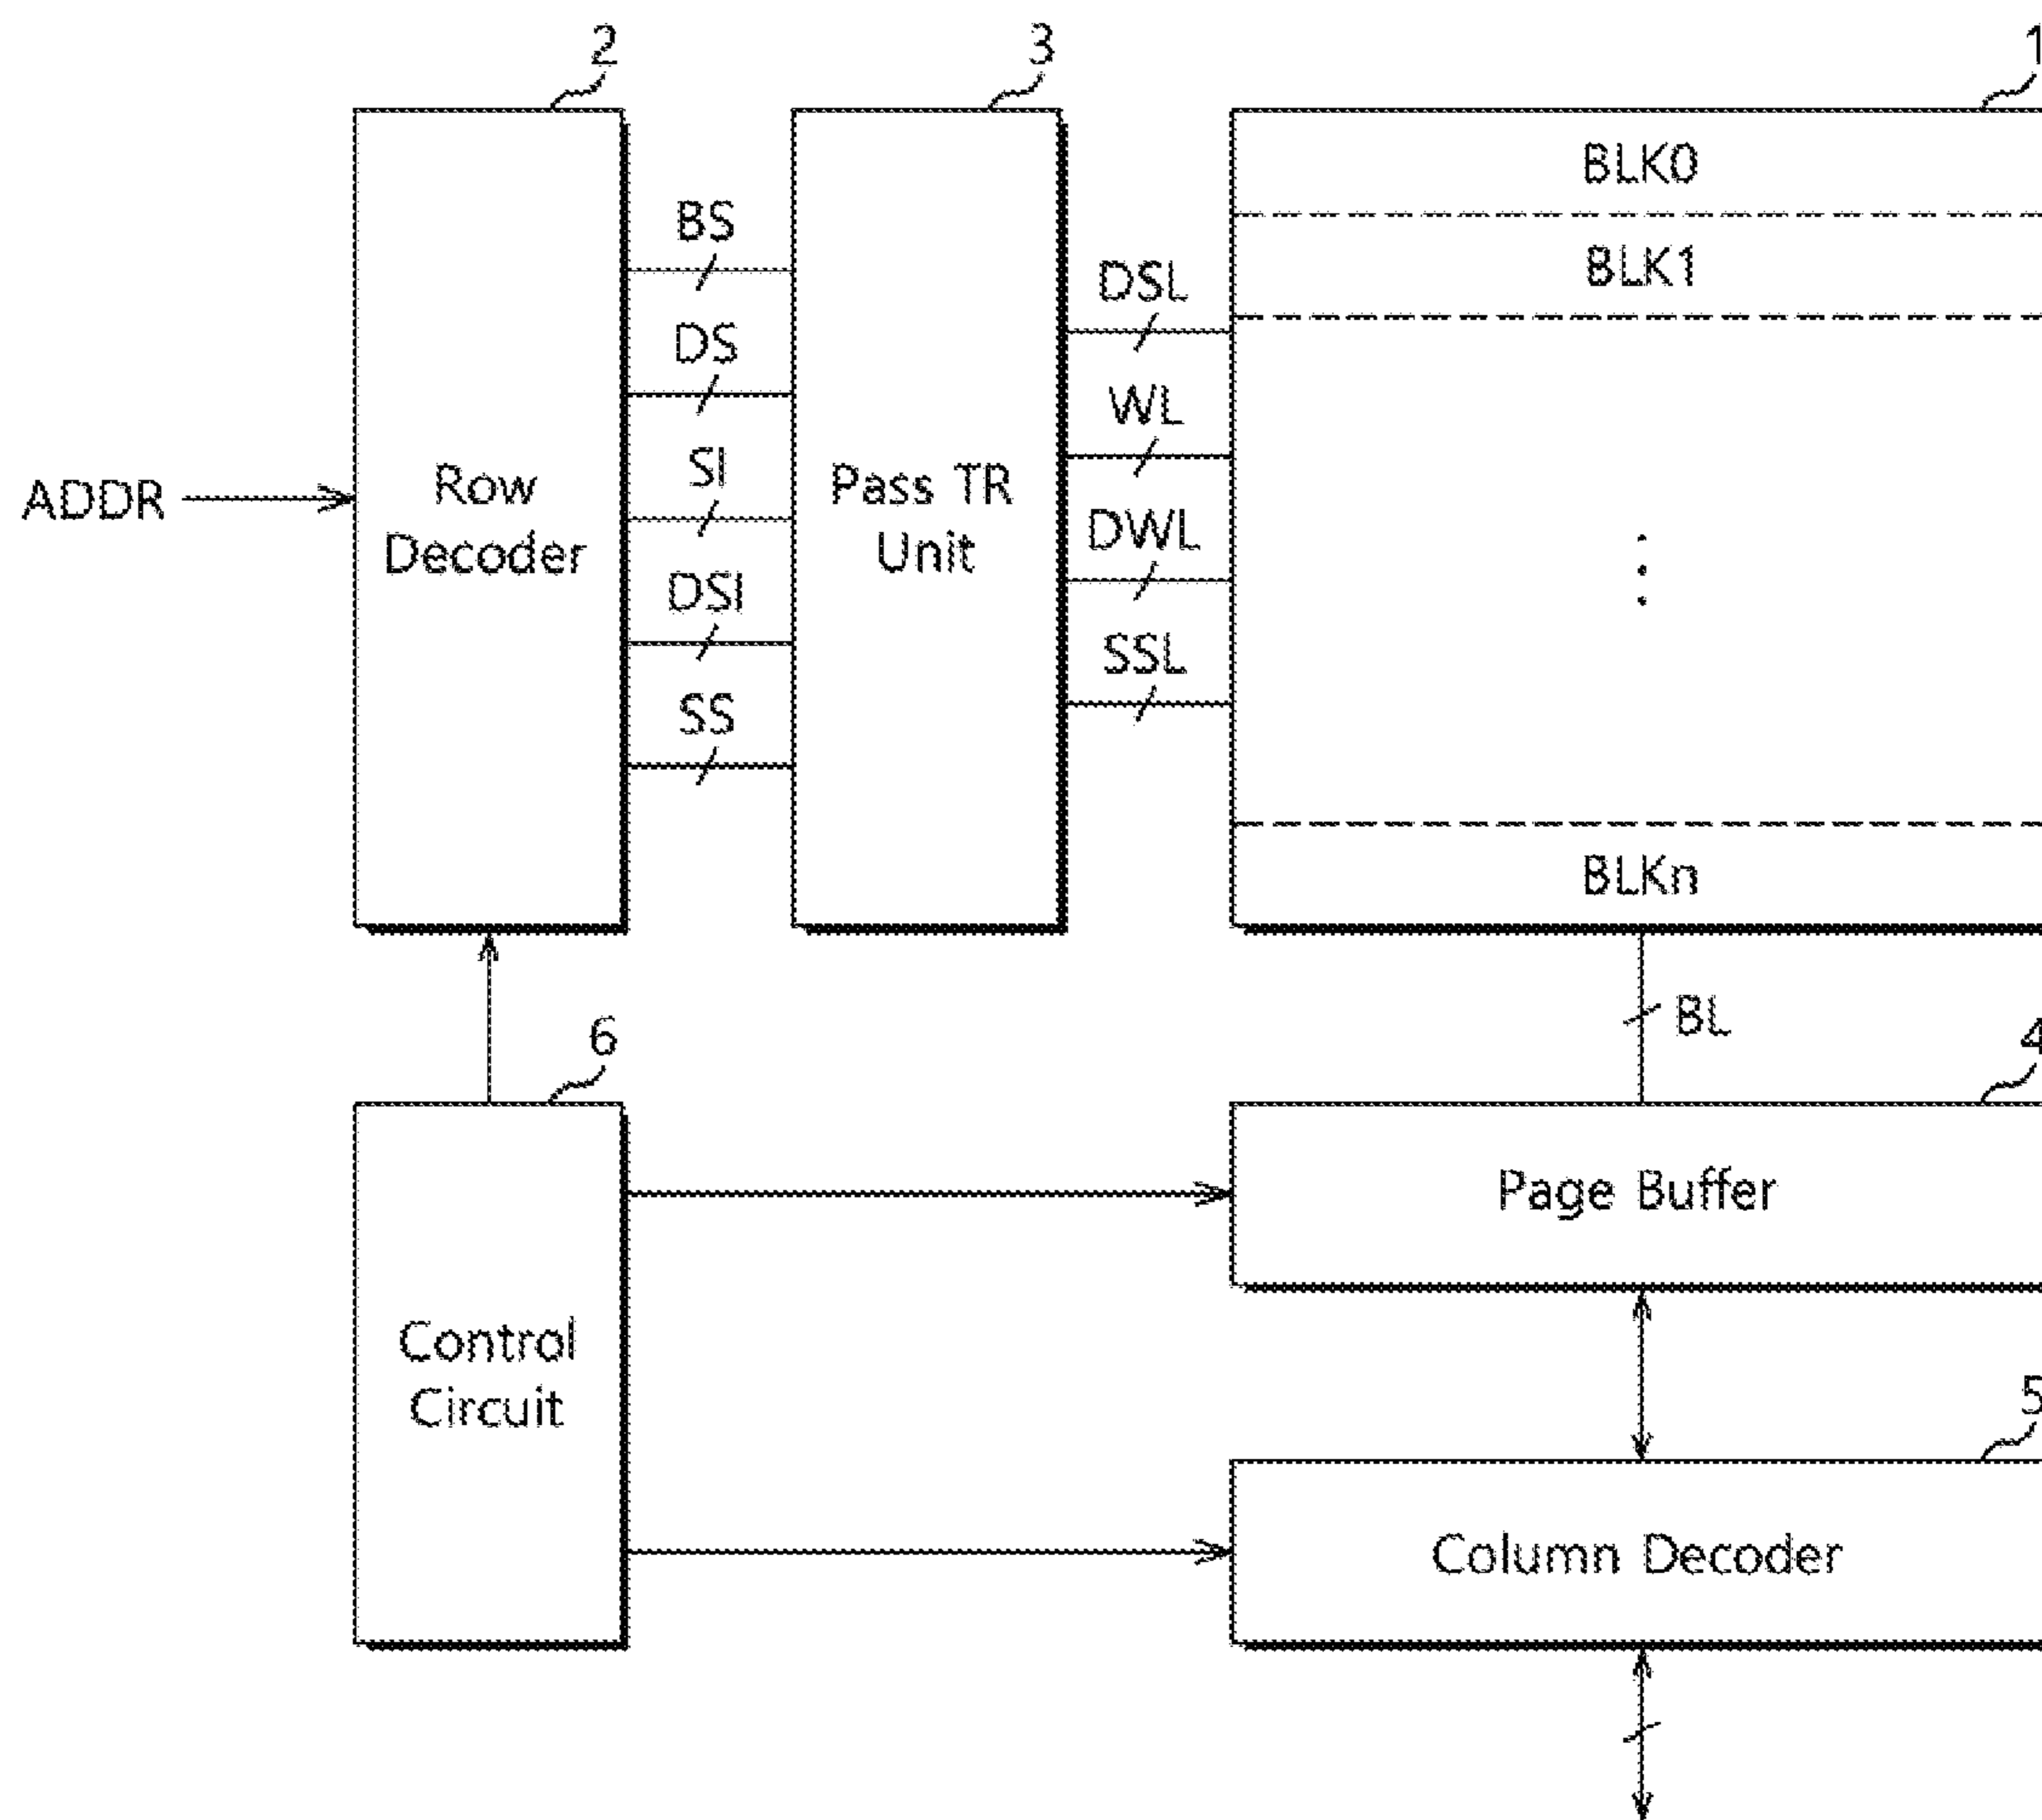 2
3
1
BLK0
BS
BLK1
DSL
DS
WL
SI
ADDR
Row
Decoder
Pass TR
Unit
DWL
DSI
SSL
SS
BLKn
BL
6
4
Page Buffer
Control
Circuit
5
Column Decoder